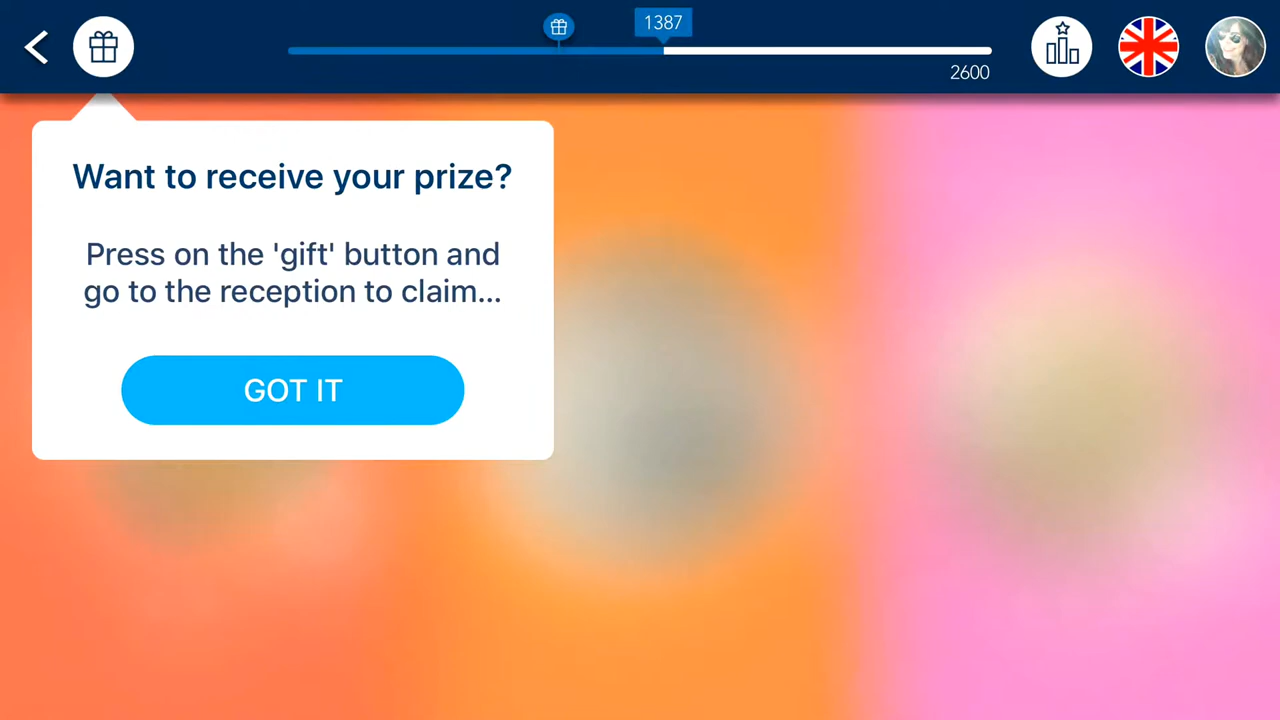 1387
2600
Want to receive your prize?
Press on the 'gift' button and
go to the reception to claim...
GOT IT